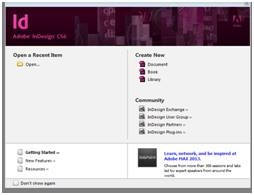 Id
Adobe InDesign CS6
Adobe
Open a Recent Item
Open...
Create New
Document
Book
Library
Community
InDesign Exchange »
InDesign User Group »
InDesign Partners »
InDesign Plug-ins »
Getting Started »
New Features »
Resources »
Learn, network, and be inspired at
Adobe MAX 2013.
Choose from more than 300 sessions and labs
led by expert speakers from around the
world.
Don't show again